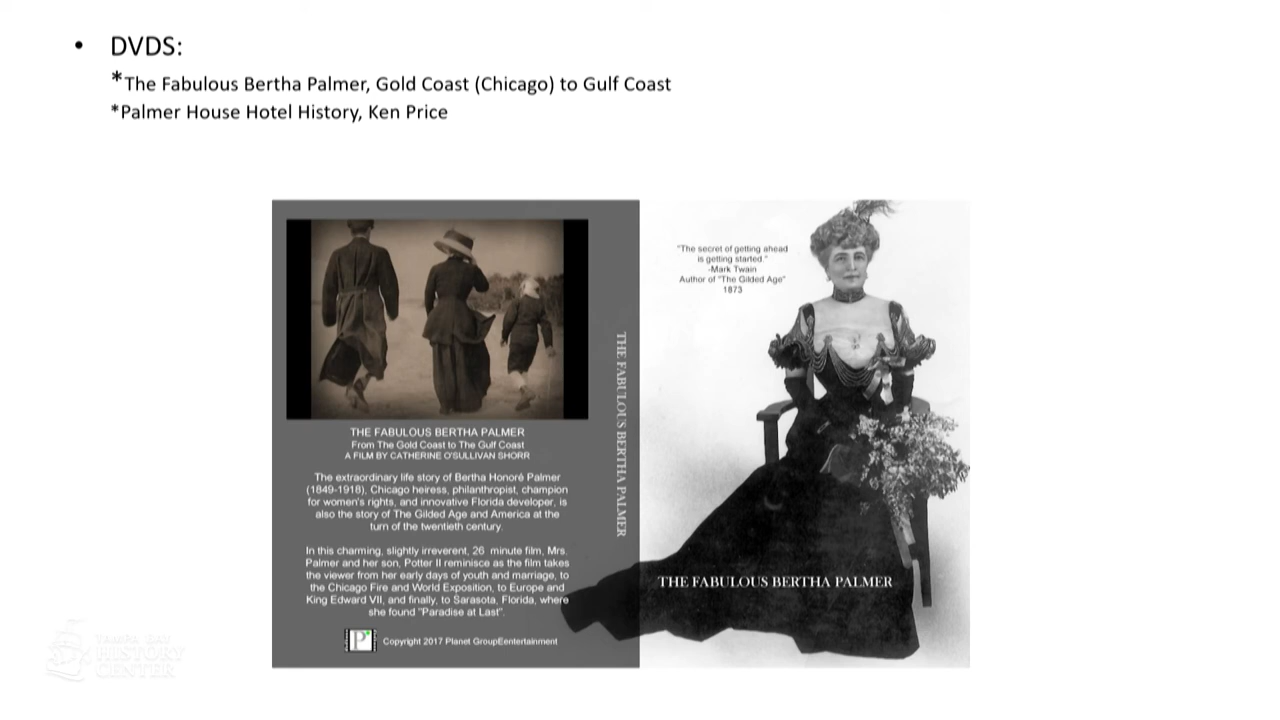 • DVDS:
*The Fabulous Bertha Palmer, Gold Coast (Chicago) to Gulf Coast
*Palmer House Hotel History, Ken Price
THE FABULOUS BERTHA PALMER
From The Gold Coast to The Gulf Coast
A FILM BY CATHERINE O'SULLIVAN SHORR
The extraordinary life story of Bertha Honoré Palmer
(1849-1918), Chicago heiress, philanthropist, champion
for women's rights, and innovative Florida developer, is
also the story of The Gilded Age and America at the
turn of the twentieth century.
In this charming, slightly irreverent, 26 minute film, Mrs.
Palmer and her son, Potter II reminisce as the film takes
the viewer from her early days of youth and marriage, to
the Chicago Fire and World Exposition, to Europe and
King Edward VII, and finally, to Sarasota, Florida, where
she found "Paradise at Last".
P
Copyright 2017 Planet GroupEentertainment
THE FABULOUS BERTHA PALMER
"The secret of getting ahead
is getting started."
-Mark Twain
Author of "The Gilded Age"
1873
THE FABULOUS BERTHA PALMER
TAMPA BAY
HISTORY
CENTER